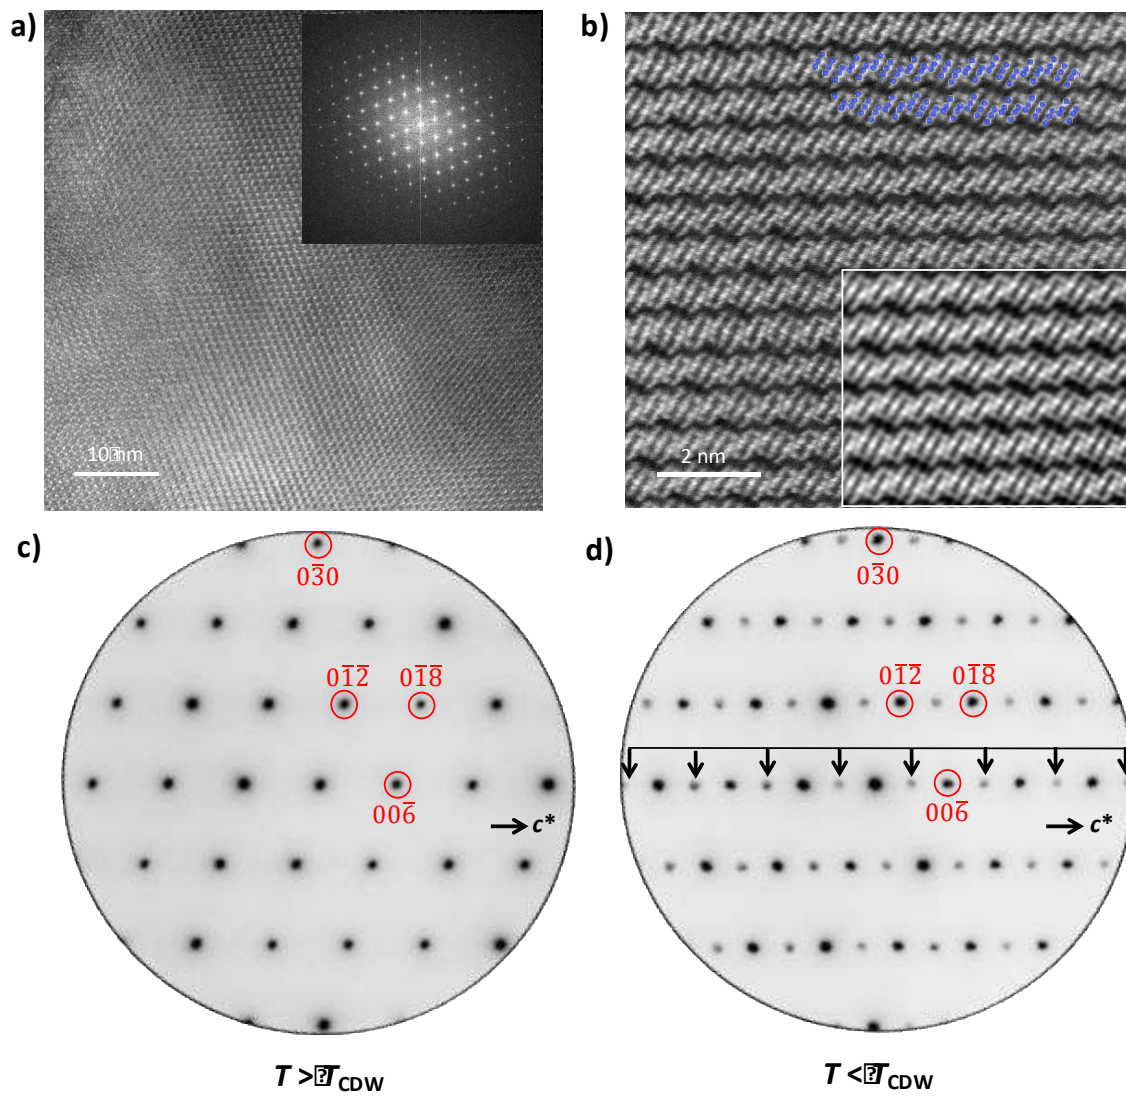 a)
b)
10 nm
2 nm
c)
d)
03̅0
03̅0
01̅2̅
01̅8̅
01̅2̅
01̅8̅
006̅
006̅
c*
c*
T > T_CDW
T < T_CDW